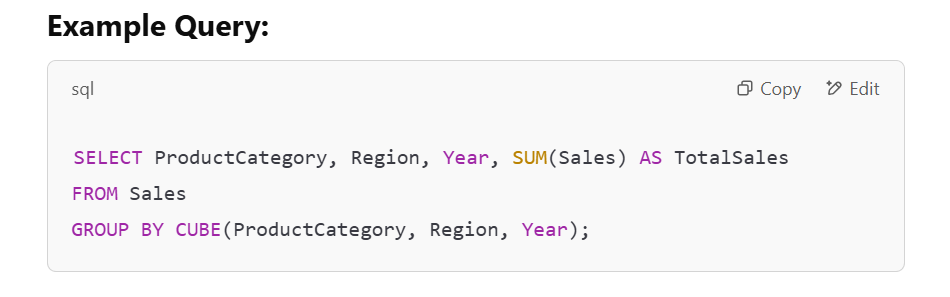 Example Query:
sql
Copy
Edit
SELECT ProductCategory, Region, Year, SUM(Sales) AS TotalSales
FROM Sales
GROUP BY CUBE(ProductCategory, Region, Year);